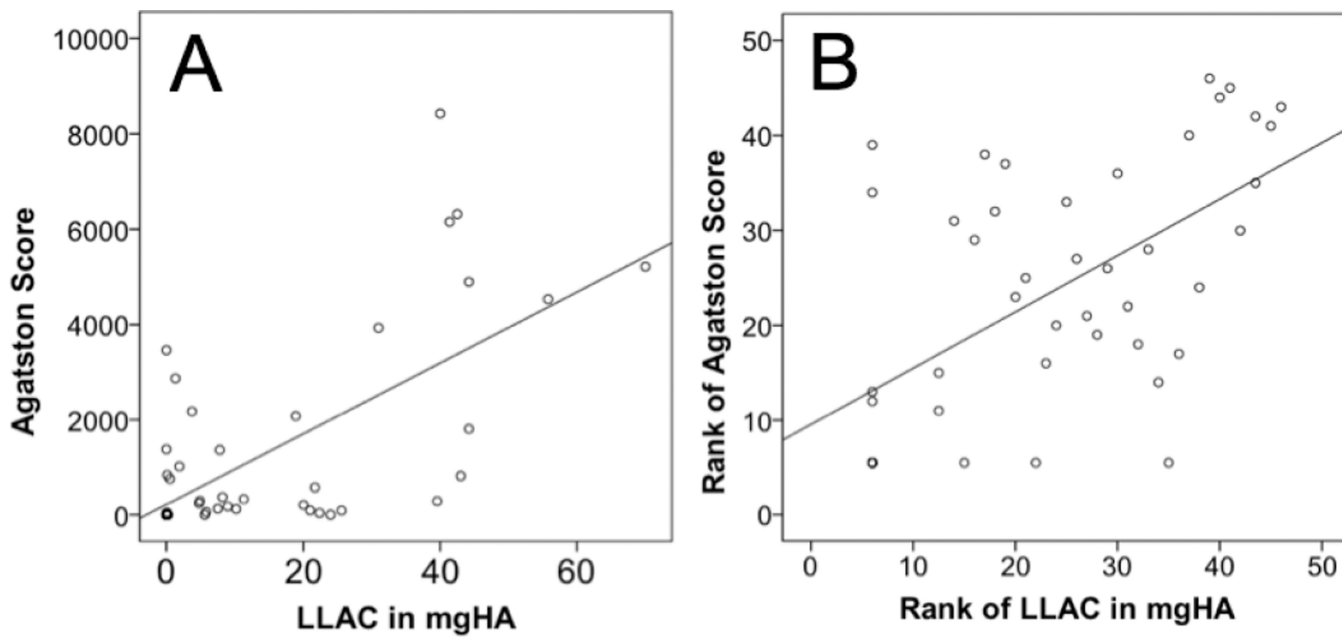 A
Agatston Score
10000
8000
6000
4000
2000
0
0 20 40 60
LLAC in mgHA
B
Rank of Agatston Score
50
40
30
20
10
0
0 10 20 30 40 50
Rank of LLAC in mgHA